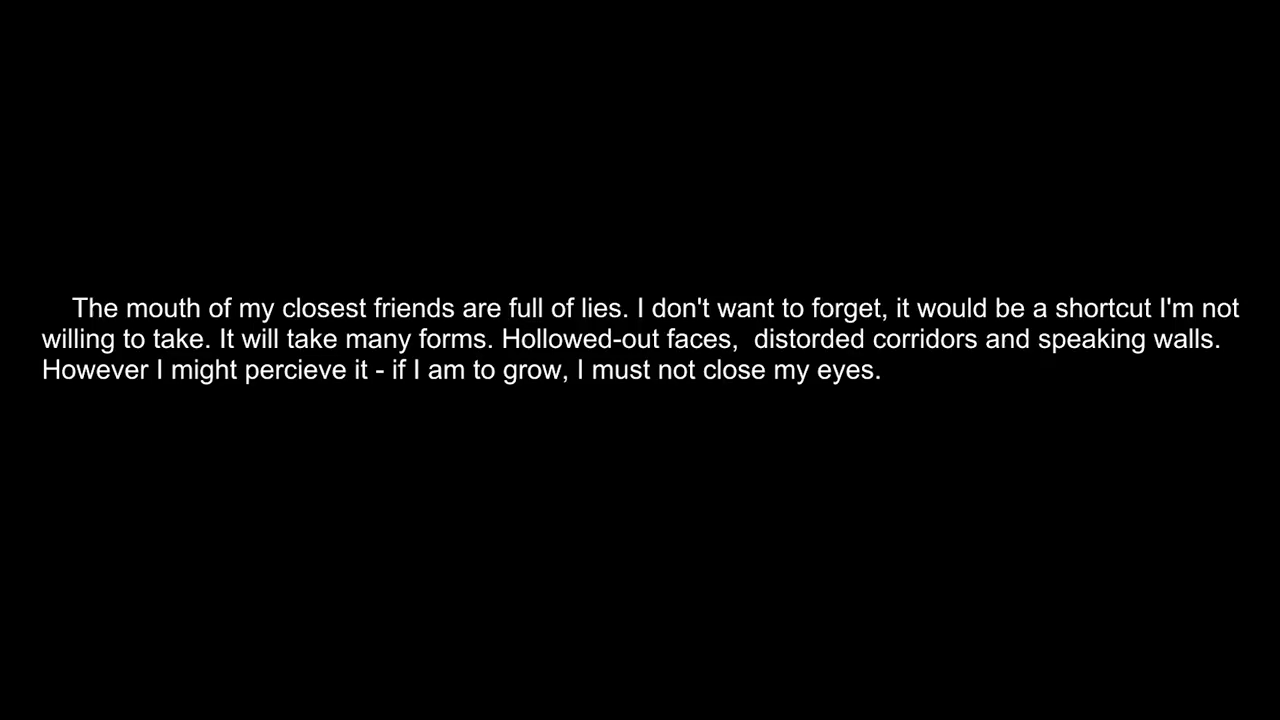 The mouth of my closest friends are full of lies. I don't want to forget, it would be a shortcut I'm not
willing to take. It will take many forms. Hollowed-out faces,  distorded corridors and speaking walls.
However I might percieve it - if I am to grow, I must not close my eyes.